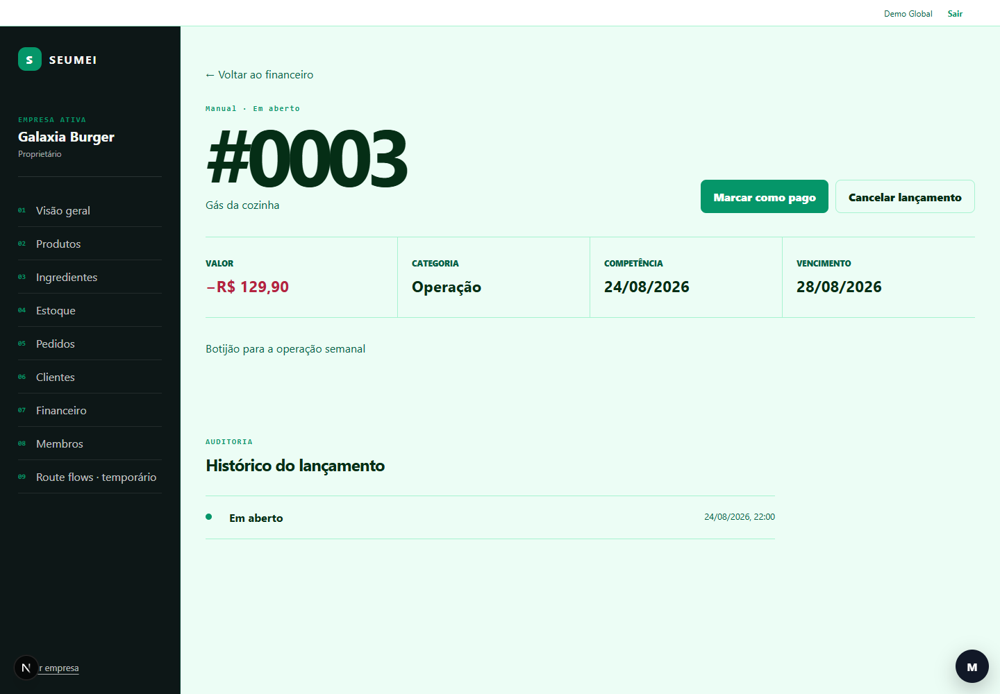 Demo Global
Sair
S
SEUMEI
EMPRESA ATIVA
Galaxia Burger
Proprietário
01 Visão geral
02 Produtos
03 Ingredientes
04 Estoque
05 Pedidos
06 Clientes
07 Financeiro
08 Membros
09 Route flows · temporário
N
r empresa
← Voltar ao financeiro
Manual · Em aberto
#0003
Gás da cozinha
Marcar como pago
Cancelar lançamento
VALOR
−R$ 129,90
CATEGORIA
Operação
COMPETÊNCIA
24/08/2026
VENCIMENTO
28/08/2026
Botijão para a operação semanal
AUDITORIA
Histórico do lançamento
Em aberto
24/08/2026, 22:00
M